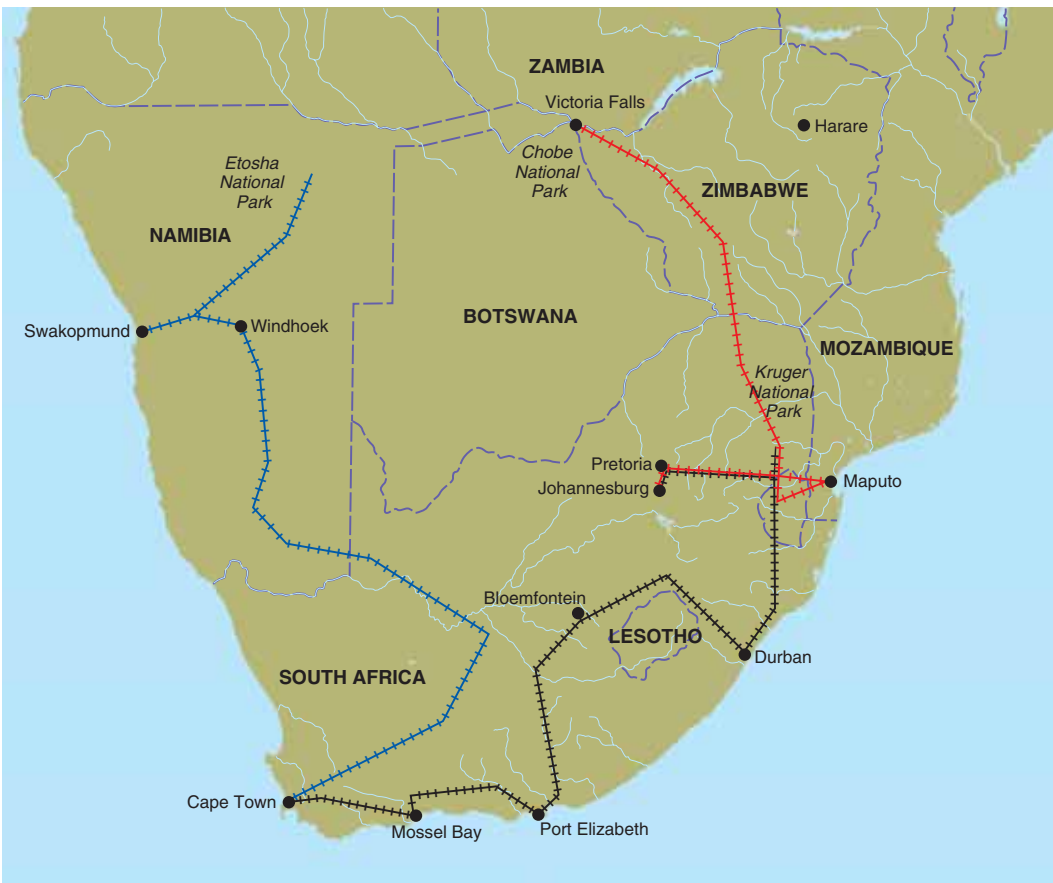 ZAMBIA
Victoria Falls
Harare
Chobe
National
Park
Etosha
National
Park
ZIMBABWE
NAMIBIA
Swakopmund
Windhoek
BOTSWANA
MOZAMBIQUE
Kruger
National
Park
Pretoria
Johannesburg
Maputo
Bloemfontein
LESOTHO
Durban
SOUTH AFRICA
Cape Town
Mossel Bay
Port Elizabeth